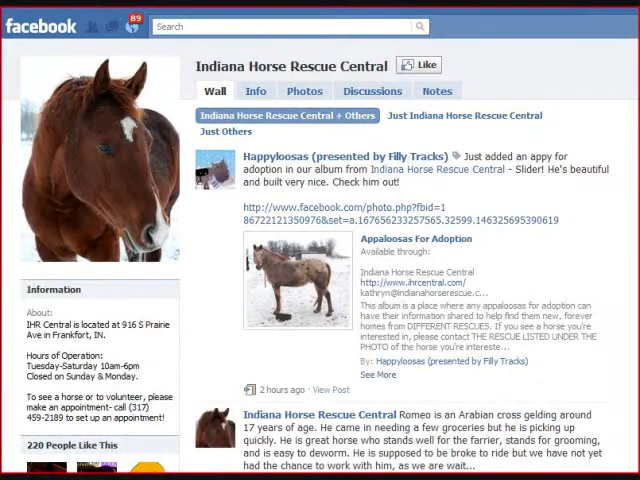 facebook
89
Search
Indiana Horse Rescue Central
Like
Wall Info Photos Discussions Notes
Indiana Horse Rescue Central + Others Just Indiana Horse Rescue Central
Just Others
Happyloosas (presented by Filly Tracks) Just added an appy for
adoption in our album from Indiana Horse Rescue Central - Slider! He's beautiful
and built very nice. Check him out!
http://www.facebook.com/photo.php?fbid=1
86722121350976&set=a.167656233257565.32599.146325695390619
Appaloosas For Adoption
Available through:
Indiana Horse Rescue Central
http://www.ihrcentral.com/
kathryn@indianahorserescue.c...
This album is a place where any appaloosas for adoption can
have their information shared to help find them new, forever
homes from DIFFERENT RESCUES. If you see a horse you're
interested in, please contact THE RESCUE LISTED UNDER THE
PHOTO of the horse you're intereste...
By: Happyloosas (presented by Filly Tracks)
See More
2 hours ago · View Post
Indiana Horse Rescue Central Romeo is an Arabian cross gelding around
17 years of age. He came in needing a few groceries but he is picking up
quickly. He is great horse who stands well for the farrier, stands for grooming,
and is easy to deworm. He is supposed to be broke to ride but we have not yet
had the chance to work with him, as we are wait...
Information
About:
IHR Central is located at 916 S Prairie
Ave in Frankfort, IN.
Hours of Operation:
Tuesday-Saturday 10am-6pm
Closed on Sunday & Monday.
To see a horse or to volunteer, please
make an appointment- call (317)
459-2189 to set up an appointment!
220 People Like This